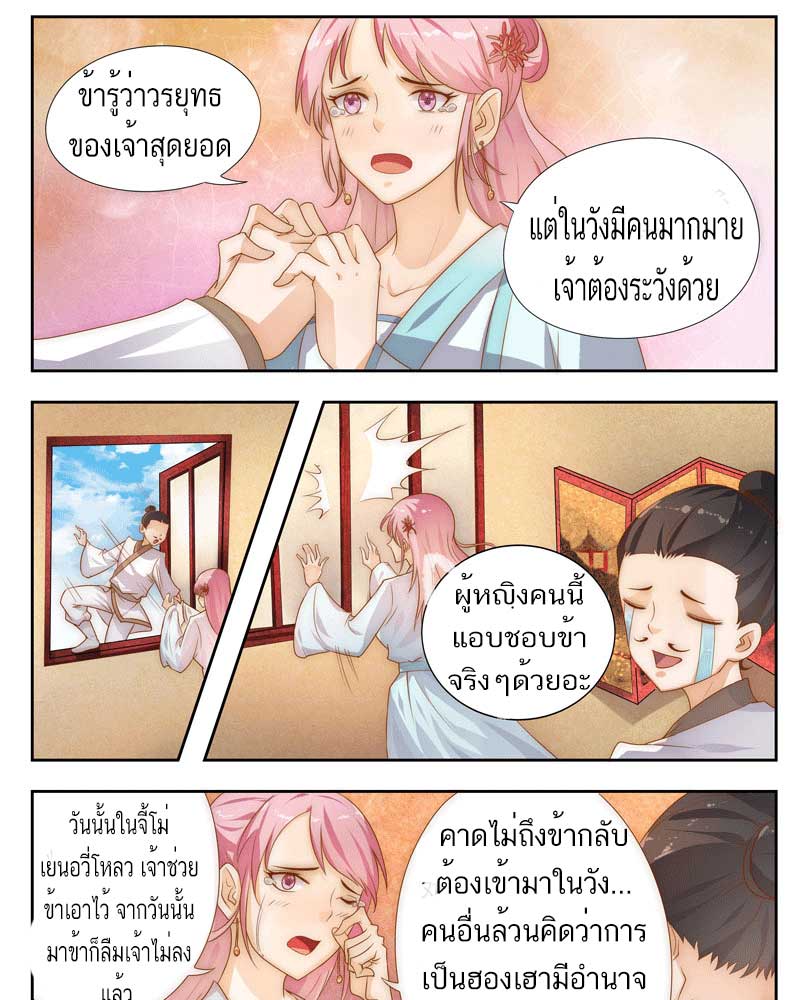 ข้ารู้ว่าวรยุทธ
ของเจ้าสุดยอด
แต่ในวังมีคนมากมาย
เจ้าต้องระวังด้วย
ผู้หญิงคนนี้
แอบชอบข้า
จริงๆด้วยอะ
วันนั้นในจี้โม่
เย่นอวี่โหลว เจ้าช่วย
ข้าเอาไว้ จากวันนั้น
มาข้าก็ลืมเจ้าไม่ลง
แล้ว
คาดไม่ถึงข้ากลับ
ต้องเข้ามาในวัง...
คนอื่นล้วนคิดว่าการ
เป็นฮองเฮามีอำนาจ